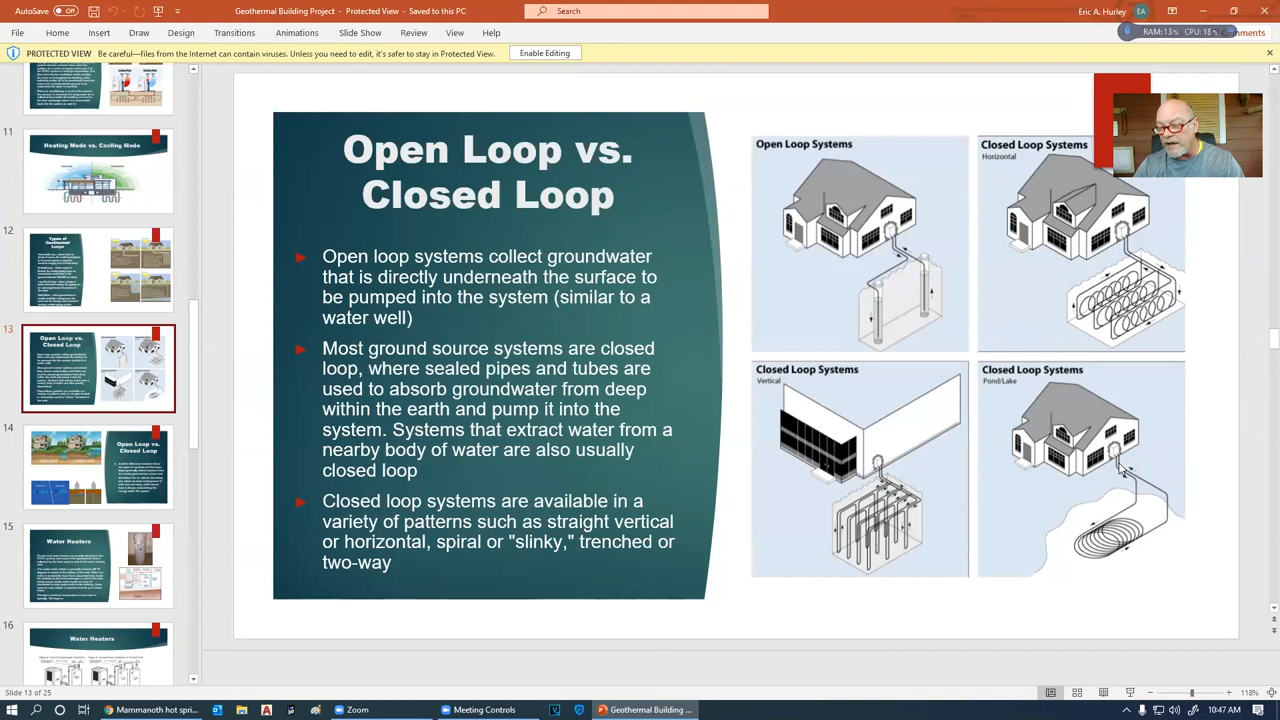 AutoSave Off
Geothermal Building Project - Protected View • Saved to this PC
Search
Eric A. Hurley
EA
File Home Insert Draw Design Transitions Animations Slide Show Review View Help
RAM:13% CPU:18%
Comments
PROTECTED VIEW Be careful—files from the Internet can contain viruses. Unless you need to edit, it's safer to stay in Protected View. Enable Editing
11
Heating Mode vs. Cooling Mode
12
Types of
Geothermal
Loops
13
Open Loop vs.
Closed Loop
14
Open Loop vs.
Closed Loop
15
Water Heaters
16
Water Heaters
Open Loop vs.
Closed Loop
Open loop systems collect groundwater
that is directly underneath the surface to
be pumped into the system (similar to a
water well)
Most ground source systems are closed
loop, where sealed pipes and tubes are
used to absorb groundwater from deep
within the earth and pump it into the
system. Systems that extract water from a
nearby body of water are also usually
closed loop
Closed loop systems are available in a
variety of patterns such as straight vertical
or horizontal, spiral or "slinky," trenched or
two-way
Open Loop Systems
Closed Loop Systems
Horizontal
Closed Loop Systems
Vertical
Closed Loop Systems
Pond/Lake
Slide 13 of 25
118%
Mammanoth hot spri...
Zoom
Meeting Controls
Geothermal Building ...
10:47 AM